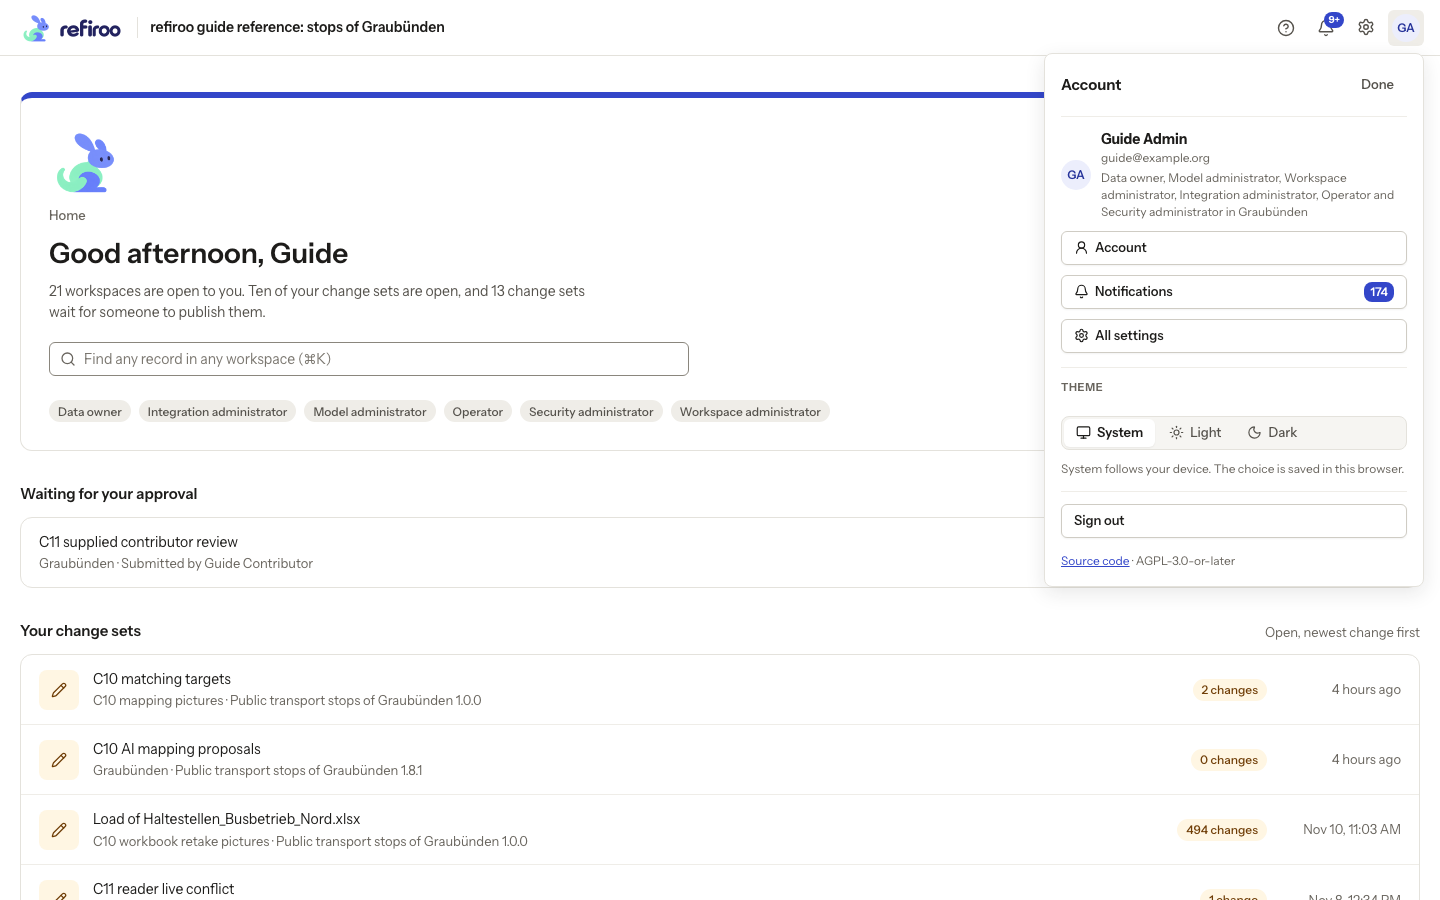 refiroo
refiroo guide reference: stops of Graubünden
9+
GA
Account
Done
GA
Guide Admin
guide@example.org
Data owner, Model administrator, Workspace
administrator, Integration administrator, Operator and
Security administrator in Graubünden
Account
Notifications
174
All settings
THEME
System
Light
Dark
System follows your device. The choice is saved in this browser.
Sign out
Source code · AGPL-3.0-or-later
Home
Good afternoon, Guide
21 workspaces are open to you. Ten of your change sets are open, and 13 change sets
wait for someone to publish them.
Find any record in any workspace (⌘K)
Data owner
Integration administrator
Model administrator
Operator
Security administrator
Workspace administrator
Waiting for your approval
C11 supplied contributor review
Graubünden · Submitted by Guide Contributor
Your change sets
Open, newest change first
C10 matching targets
C10 mapping pictures · Public transport stops of Graubünden 1.0.0
2 changes
4 hours ago
C10 AI mapping proposals
Graubünden · Public transport stops of Graubünden 1.8.1
0 changes
4 hours ago
Load of Haltestellen_Busbetrieb_Nord.xlsx
C10 workbook retake pictures · Public transport stops of Graubünden 1.0.0
494 changes
Nov 10, 11:03 AM
C11 reader live conflict
1 change
Nov 8, 12:34 PM